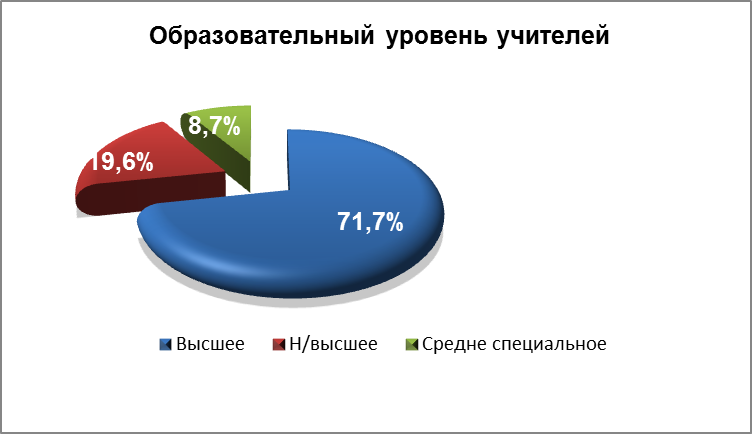 Образовательный уровень учителей
8,7%
19,6%
71,7%
Высшее Н/высшее Средне специальное